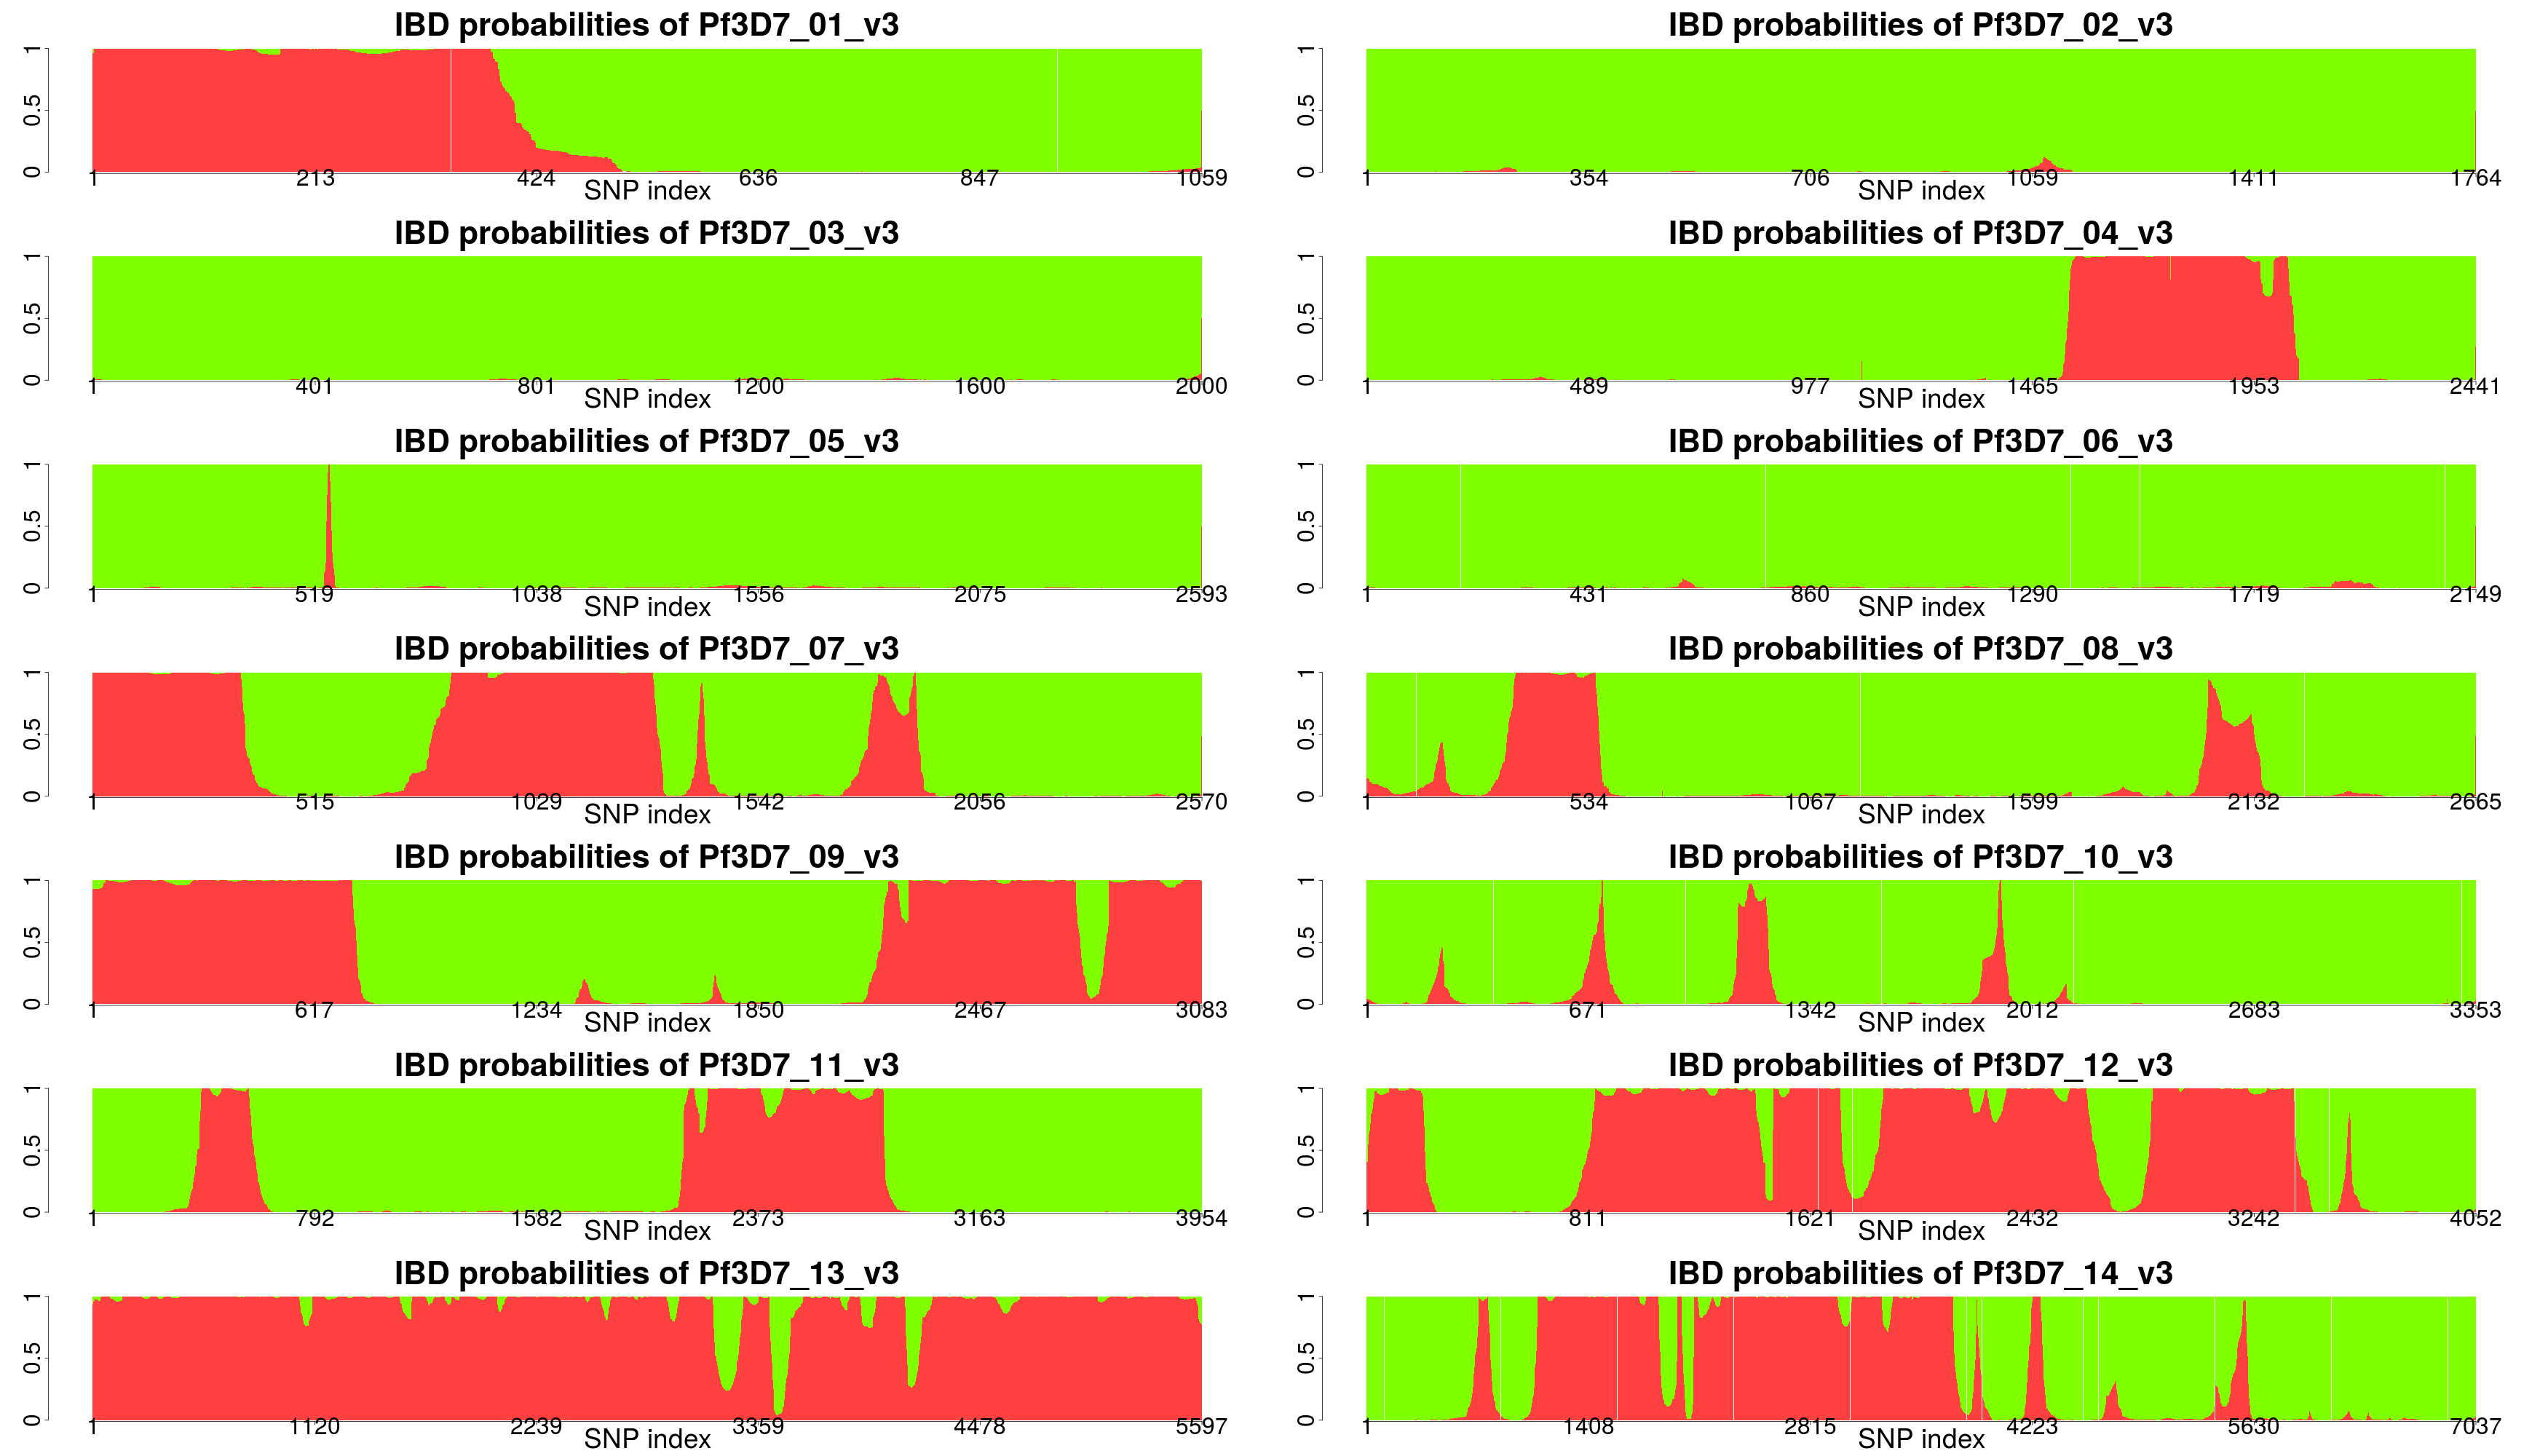 IBD probabilities of Pf3D7_01_v3
0 0.5 1
1 213 424 636 847 1059
SNP index
IBD probabilities of Pf3D7_02_v3
0 0.5 1
1 354 706 1059 1411 1764
SNP index
IBD probabilities of Pf3D7_03_v3
0 0.5 1
1 401 801 1200 1600 2000
SNP index
IBD probabilities of Pf3D7_04_v3
0 0.5 1
1 489 977 1465 1953 2441
SNP index
IBD probabilities of Pf3D7_05_v3
0 0.5 1
1 519 1038 1556 2075 2593
SNP index
IBD probabilities of Pf3D7_06_v3
0 0.5 1
1 431 860 1290 1719 2149
SNP index
IBD probabilities of Pf3D7_07_v3
0 0.5 1
1 515 1029 1542 2056 2570
SNP index
IBD probabilities of Pf3D7_08_v3
0 0.5 1
1 534 1067 1599 2132 2665
SNP index
IBD probabilities of Pf3D7_09_v3
0 0.5 1
1 617 1234 1850 2467 3083
SNP index
IBD probabilities of Pf3D7_10_v3
0 0.5 1
1 671 1342 2012 2683 3353
SNP index
IBD probabilities of Pf3D7_11_v3
0 0.5 1
1 792 1582 2373 3163 3954
SNP index
IBD probabilities of Pf3D7_12_v3
0 0.5 1
1 811 1621 2432 3242 4052
SNP index
IBD probabilities of Pf3D7_13_v3
0 0.5 1
1 1120 2239 3359 4478 5597
SNP index
IBD probabilities of Pf3D7_14_v3
0 0.5 1
1 1408 2815 4223 5630 7037
SNP index